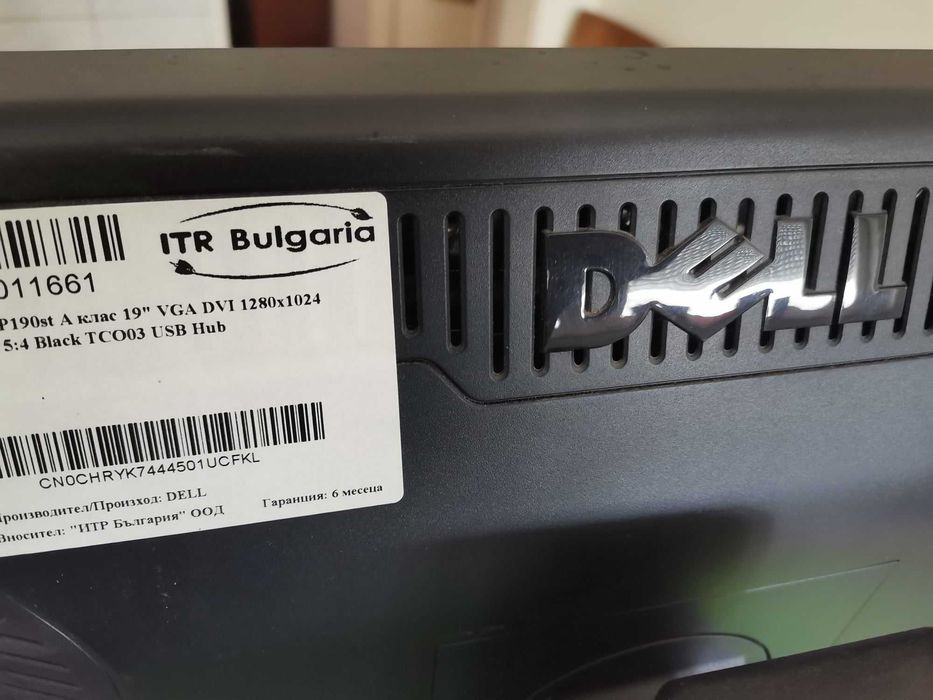 ITR Bulgaria
011661
P190st А клас 19" VGA DVI 1280x1024
5:4 Black TCO03 USB Hub
CN0CHRYK7444501UCFKL
Производител/Произход: DELL
Гаранция: 6 месеца
Вносител: "ИТР България" ООД
DELL